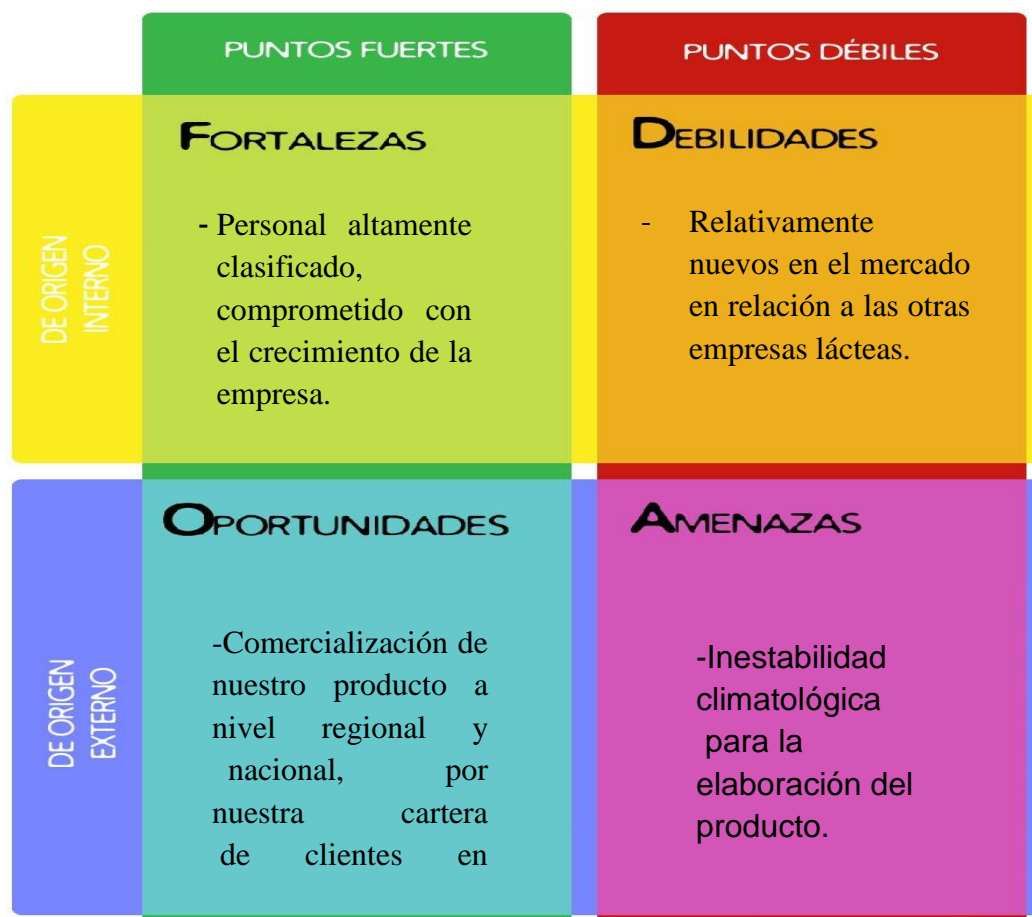 PUNTOS FUERTES
PUNTOS DÉBILES
DE ORIGEN
INTERNO
FORTALEZAS
- Personal altamente
clasificado,
comprometido con
el crecimiento de la
empresa.
DEBILIDADES
- Relativamente
nuevos en el mercado
en relación a las otras
empresas lácteas.
DE ORIGEN
EXTERNO
OPORTUNIDADES
-Comercialización de
nuestro producto a
nivel regional y
nacional, por
nuestra cartera
de clientes en
AMENAZAS
-Inestabilidad
climatológica
para la
elaboración del
producto.